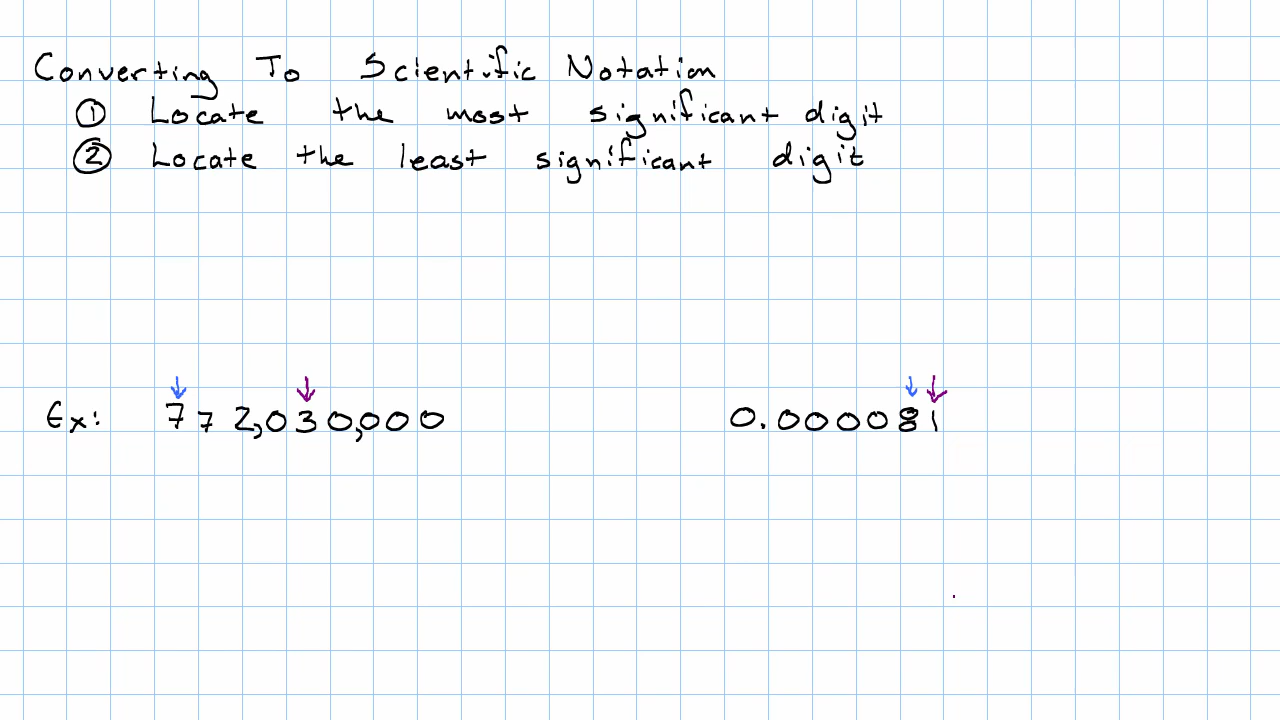 Converting To Scientific Notation
① Locate the most significant digit
② Locate the least significant digit
Ex: 772,030,000 0.000081